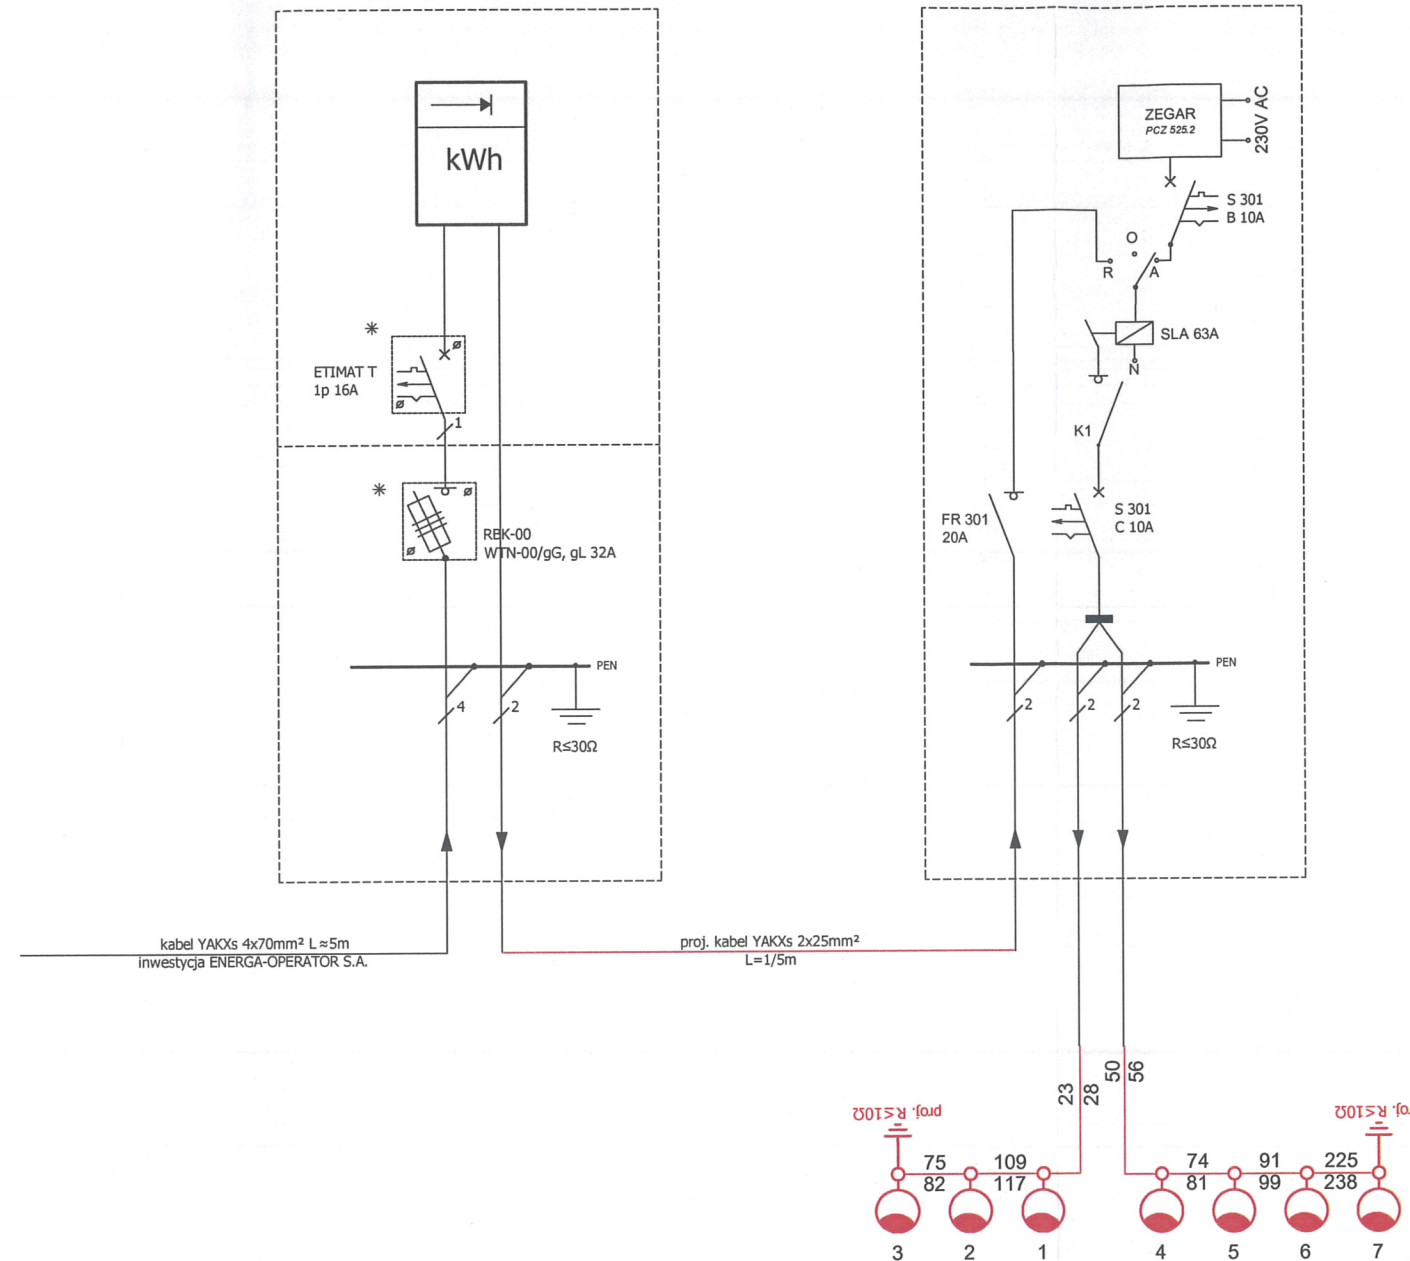 kWh
ETIMAT T
1p 16A
1
RBK-00
WTN-00/gG, gL 32A
PEN
4
2
R≤30Ω
kabel YAKXs 4x70mm² L≈5m
inwestycja ENERGA-OPERATOR S.A.
proj. kabel YAKXs 2x25mm²
L=1/5m
ZEGAR
PCZ 525.2
230V AC
S 301
B 10A
O
R
A
SLA 63A
N
K1
FR 301
20A
S 301
C 10A
PEN
2
2
2
R≤30Ω
23
28
50
56
proj. R≤10Ω
oj. R≤10Ω
75
82
109
117
74
81
91
99
225
238
3
2
1
4
5
6
7